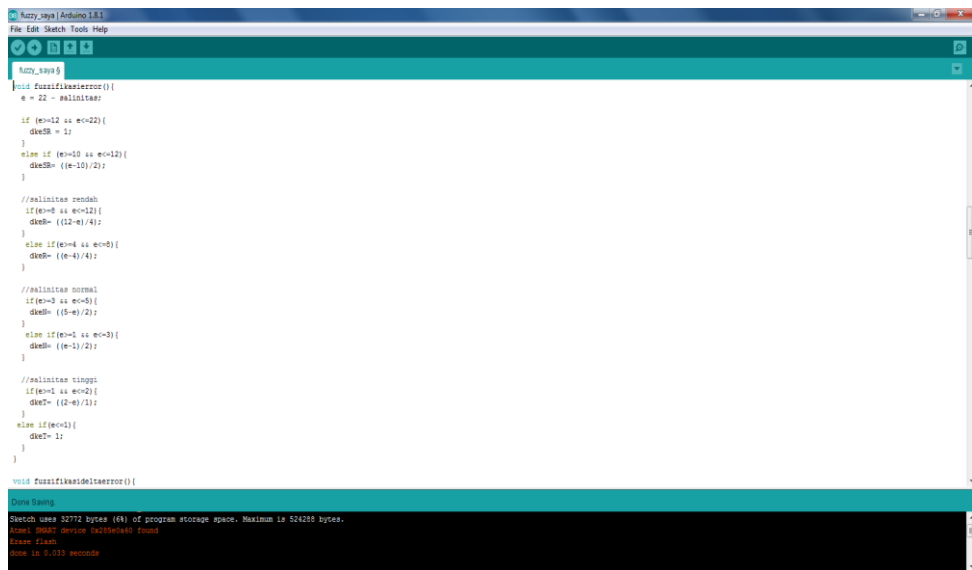 fuzzy_saya | Arduino 1.8.1
File Edit Sketch Tools Help
fuzzy_saya §
void fuzzifikasierror(){
e = 22 - salinitas;
if (e>=12 && e<=22){
dkeSR = 1;
}
else if (e>=10 && e<=12){
dkeSR= ((e-10)/2);
}
//salinitas rendah
if(e>=8 && e<=12){
dkeR= ((12-e)/4);
}
else if(e>=4 && e<=8){
dkeR= ((e-4)/4);
}
//salinitas normal
if(e>=3 && e<=5){
dkeN= ((5-e)/2);
}
else if(e>=1 && e<=3){
dkeN= ((e-1)/2);
}
//salinitas tinggi
if(e>=1 && e<=2){
dkeT= ((2-e)/1);
}
else if(e<=1){
dkeT= 1;
}
}
void fuzzifikasideltaerror(){
Done Saving.
Sketch uses 32772 bytes (6%) of program storage space. Maximum is 524288 bytes.
Atmel SMART device 0x285e0a60 found
Erase flash
done in 0.033 seconds